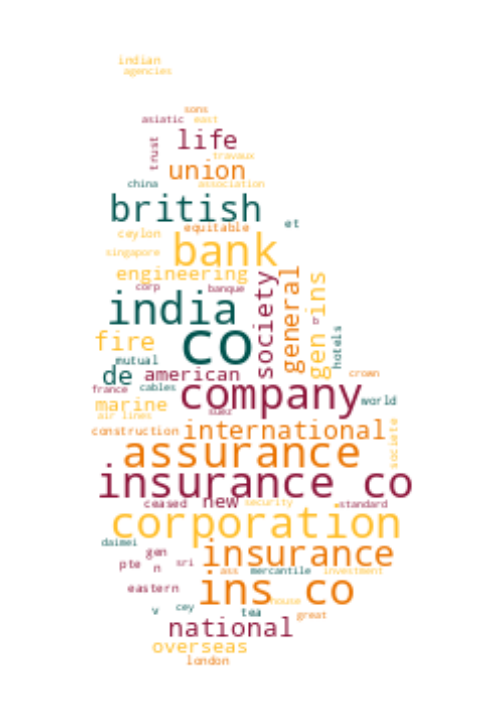 indian
agencies
sons
asiatic east
life
trust
travaux
union
china association
british
equitable et
ceylon
bank
singapore
engineering
society
general
gen ins
corp banque
india
cr
co
hotels
fire
mutual
de american
crown
france cables
company
world
marine
suez
air lines
construction international
societe
assurance
insurance co
ceased new security standard
corporation
daimei
gen
insurance
pte n sri
ass mercantile investment
eastern
ins co
house
v cey tea
great
national
overseas
london